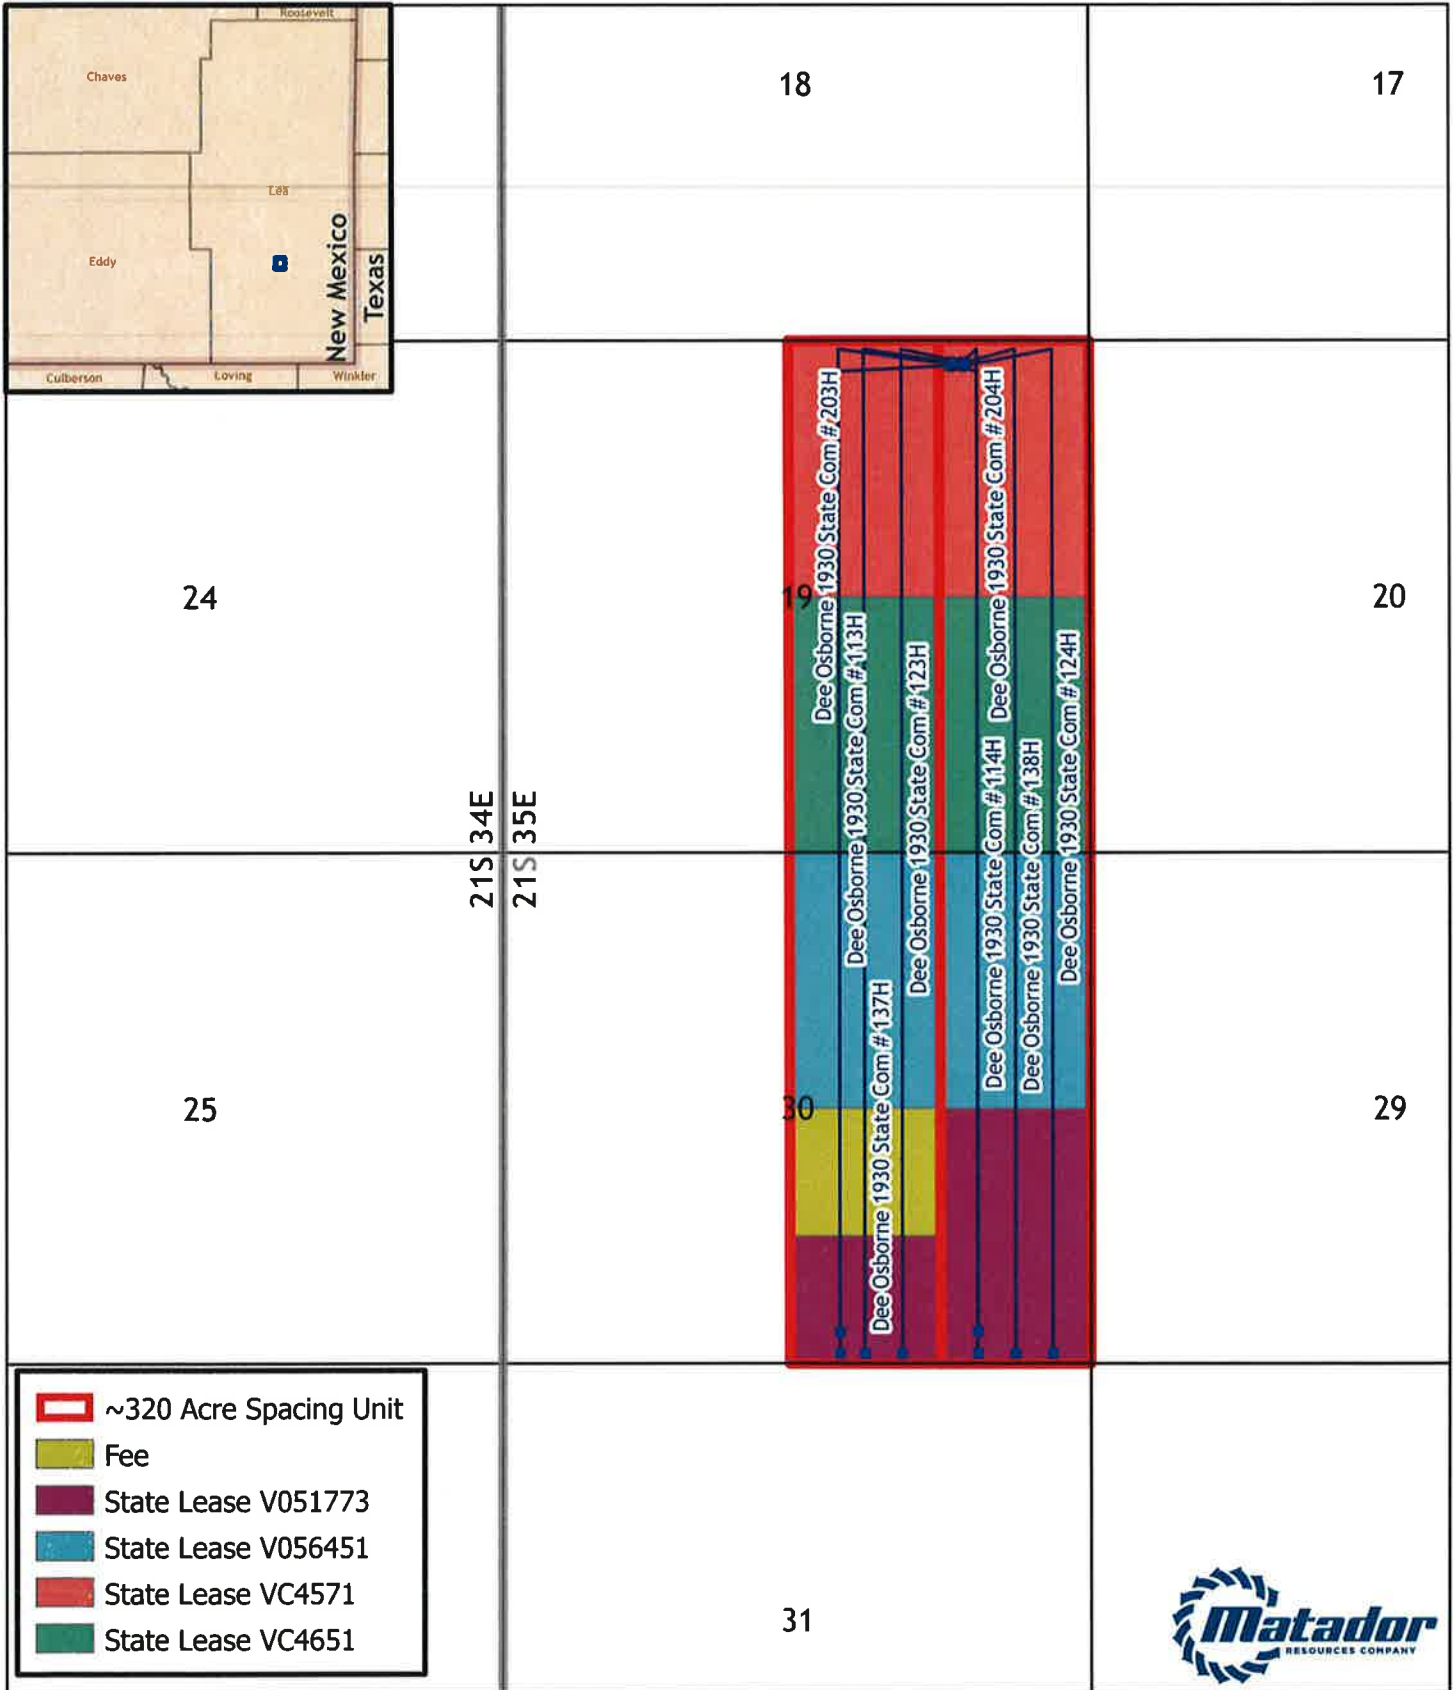 Roosevelt
Chaves
Lea
Eddy
New Mexico
Texas
Culberson
Loving
Winkler
18
17
24
19
20
21S 34E
21S 35E
25
30
29
31
Dee Osborne 1930 State Com #203H
Dee Osborne 1930 State Com #113H
Dee Osborne 1930 State Com #137H
Dee Osborne 1930 State Com #123H
Dee Osborne 1930 State Com #204H
Dee Osborne 1930 State Com #114H
Dee Osborne 1930 State Com #138H
Dee Osborne 1930 State Com #124H
~320 Acre Spacing Unit
Fee
State Lease V051773
State Lease V056451
State Lease VC4571
State Lease VC4651
Matador
RESOURCES COMPANY